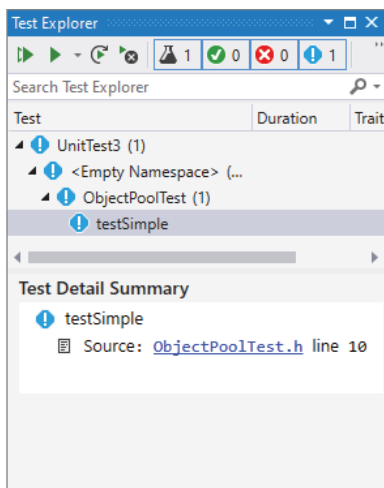 Test Explorer
1 0 0 1 "
Search Test Explorer
Test Duration Trait
UnitTest3 (1)
<Empty Namespace> (...
ObjectPoolTest (1)
testSimple
Test Detail Summary
testSimple
Source: ObjectPoolTest.h line 10